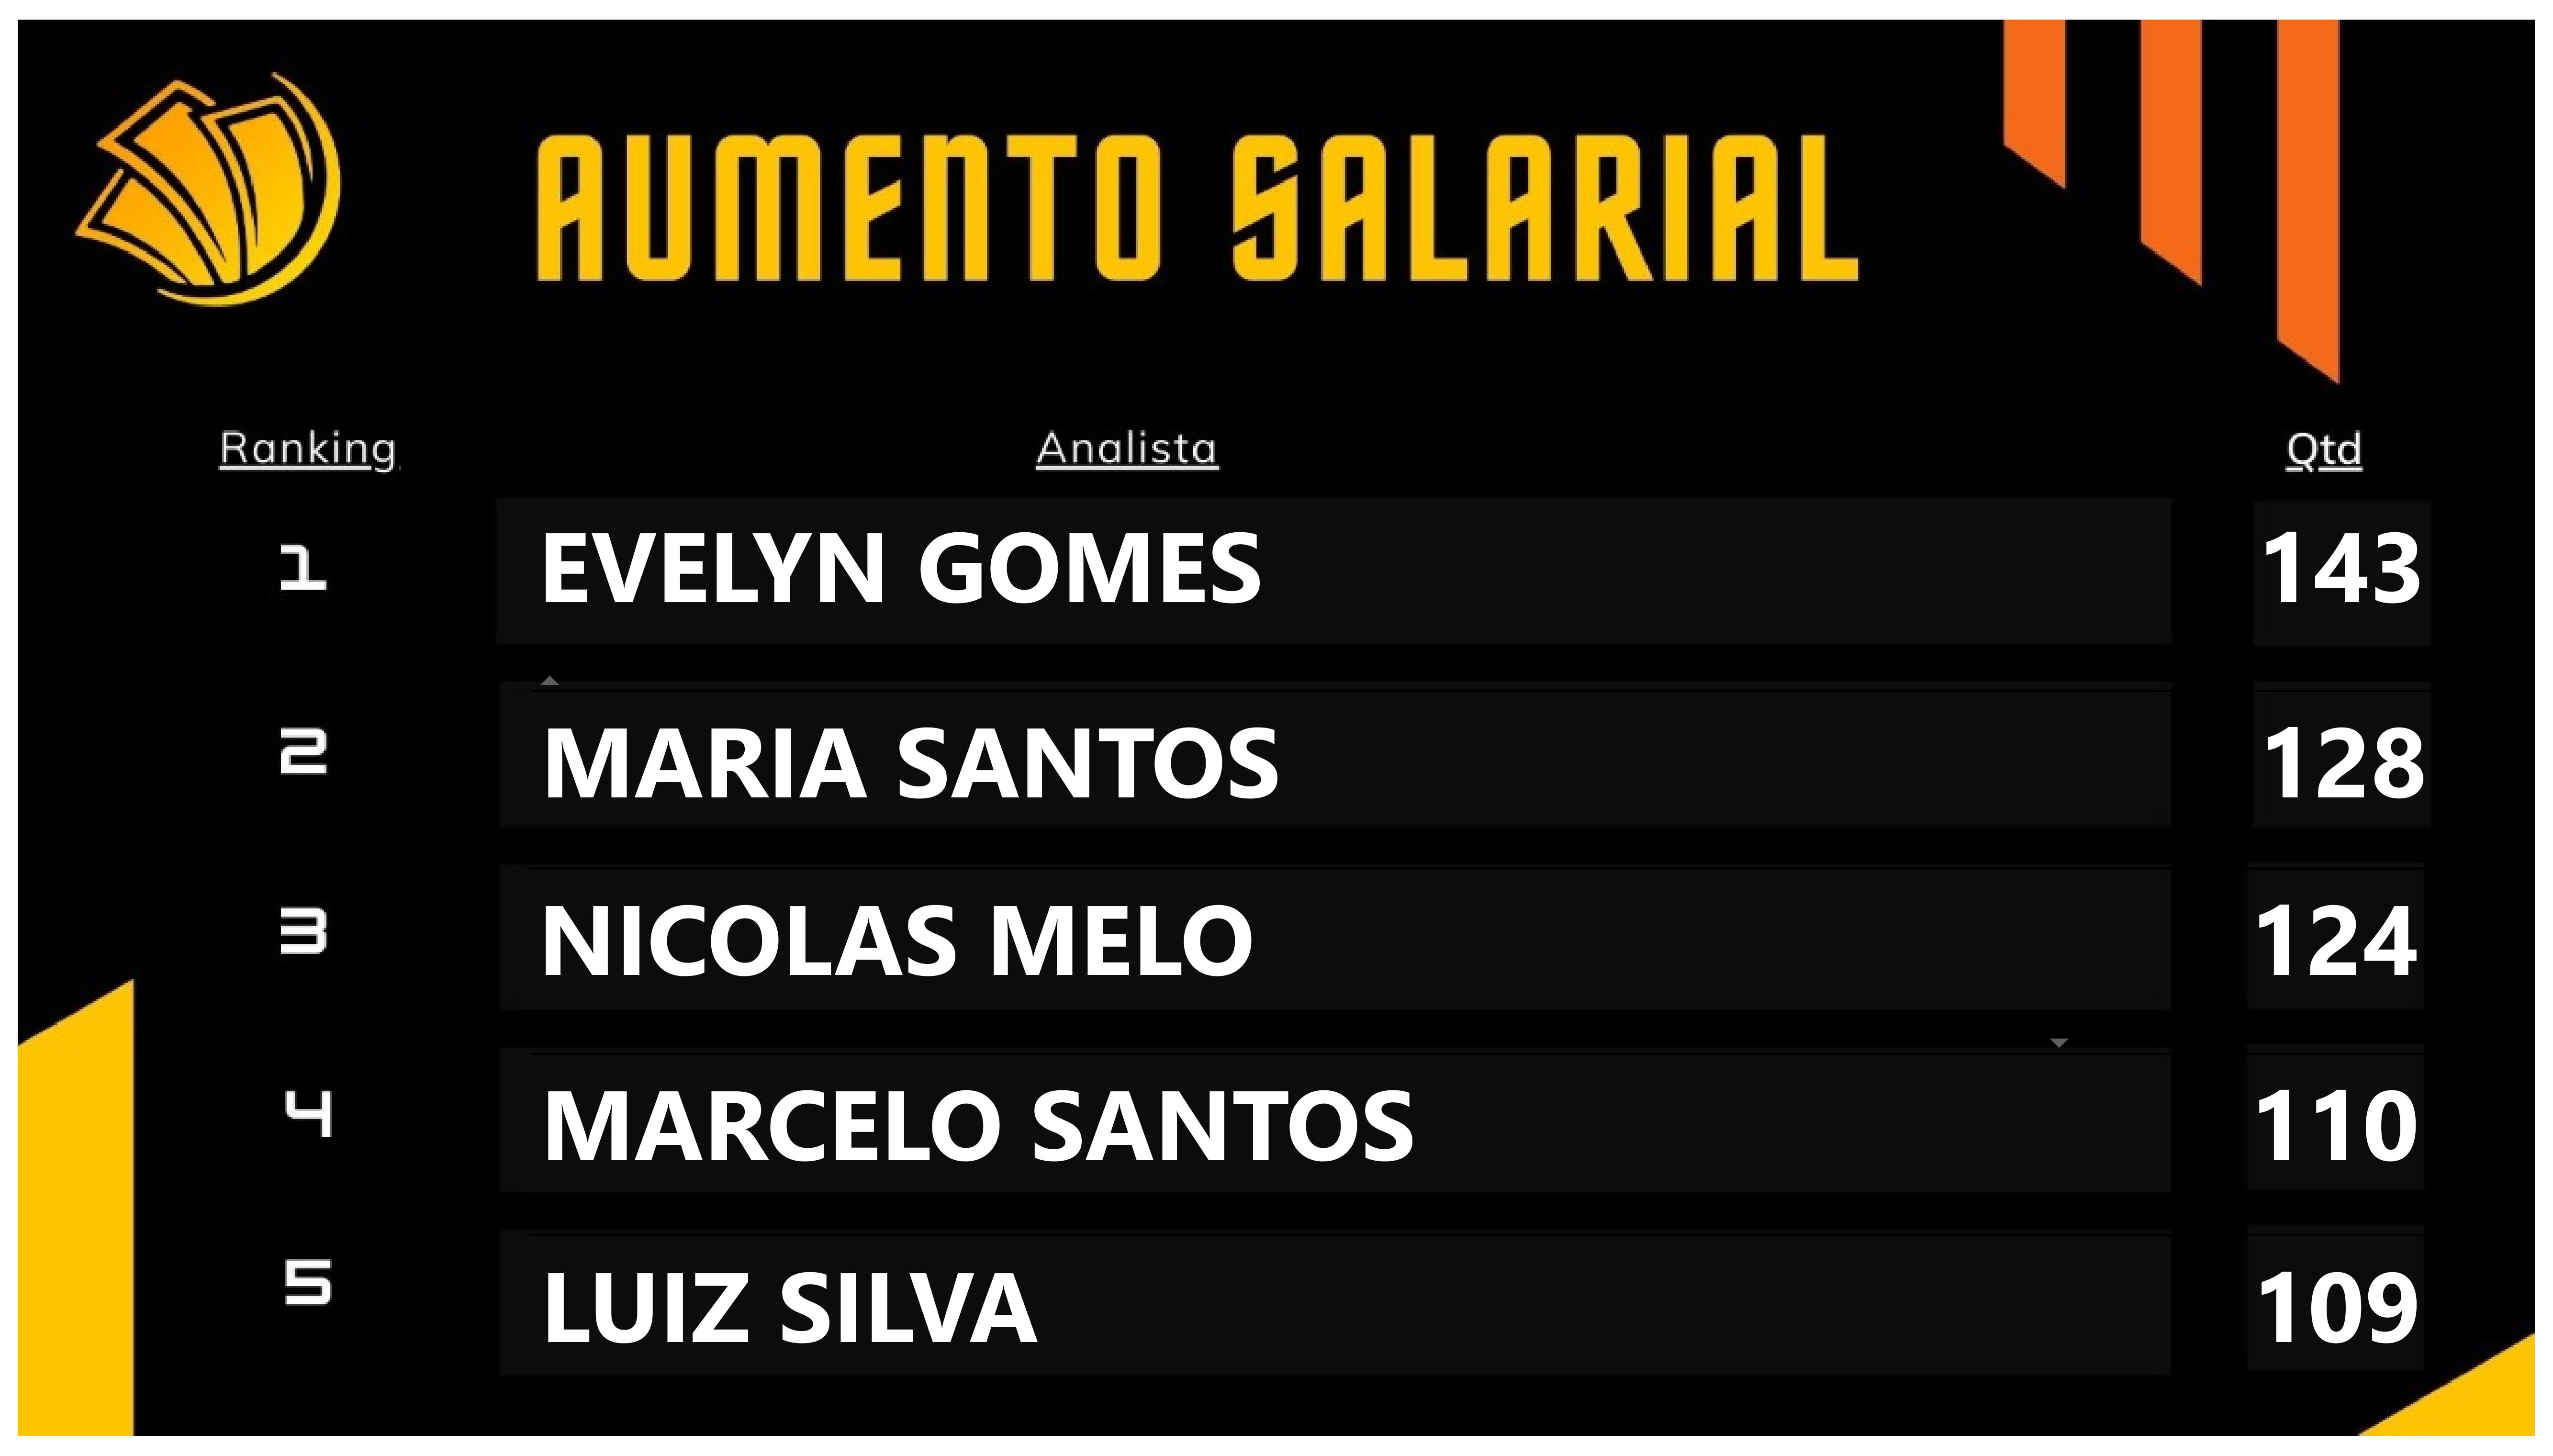 AUMENTO SALARIAL
Ranking Analista Qtd
1 EVELYN GOMES 143
2 MARIA SANTOS 128
3 NICOLAS MELO 124
4 MARCELO SANTOS 110
5 LUIZ SILVA 109